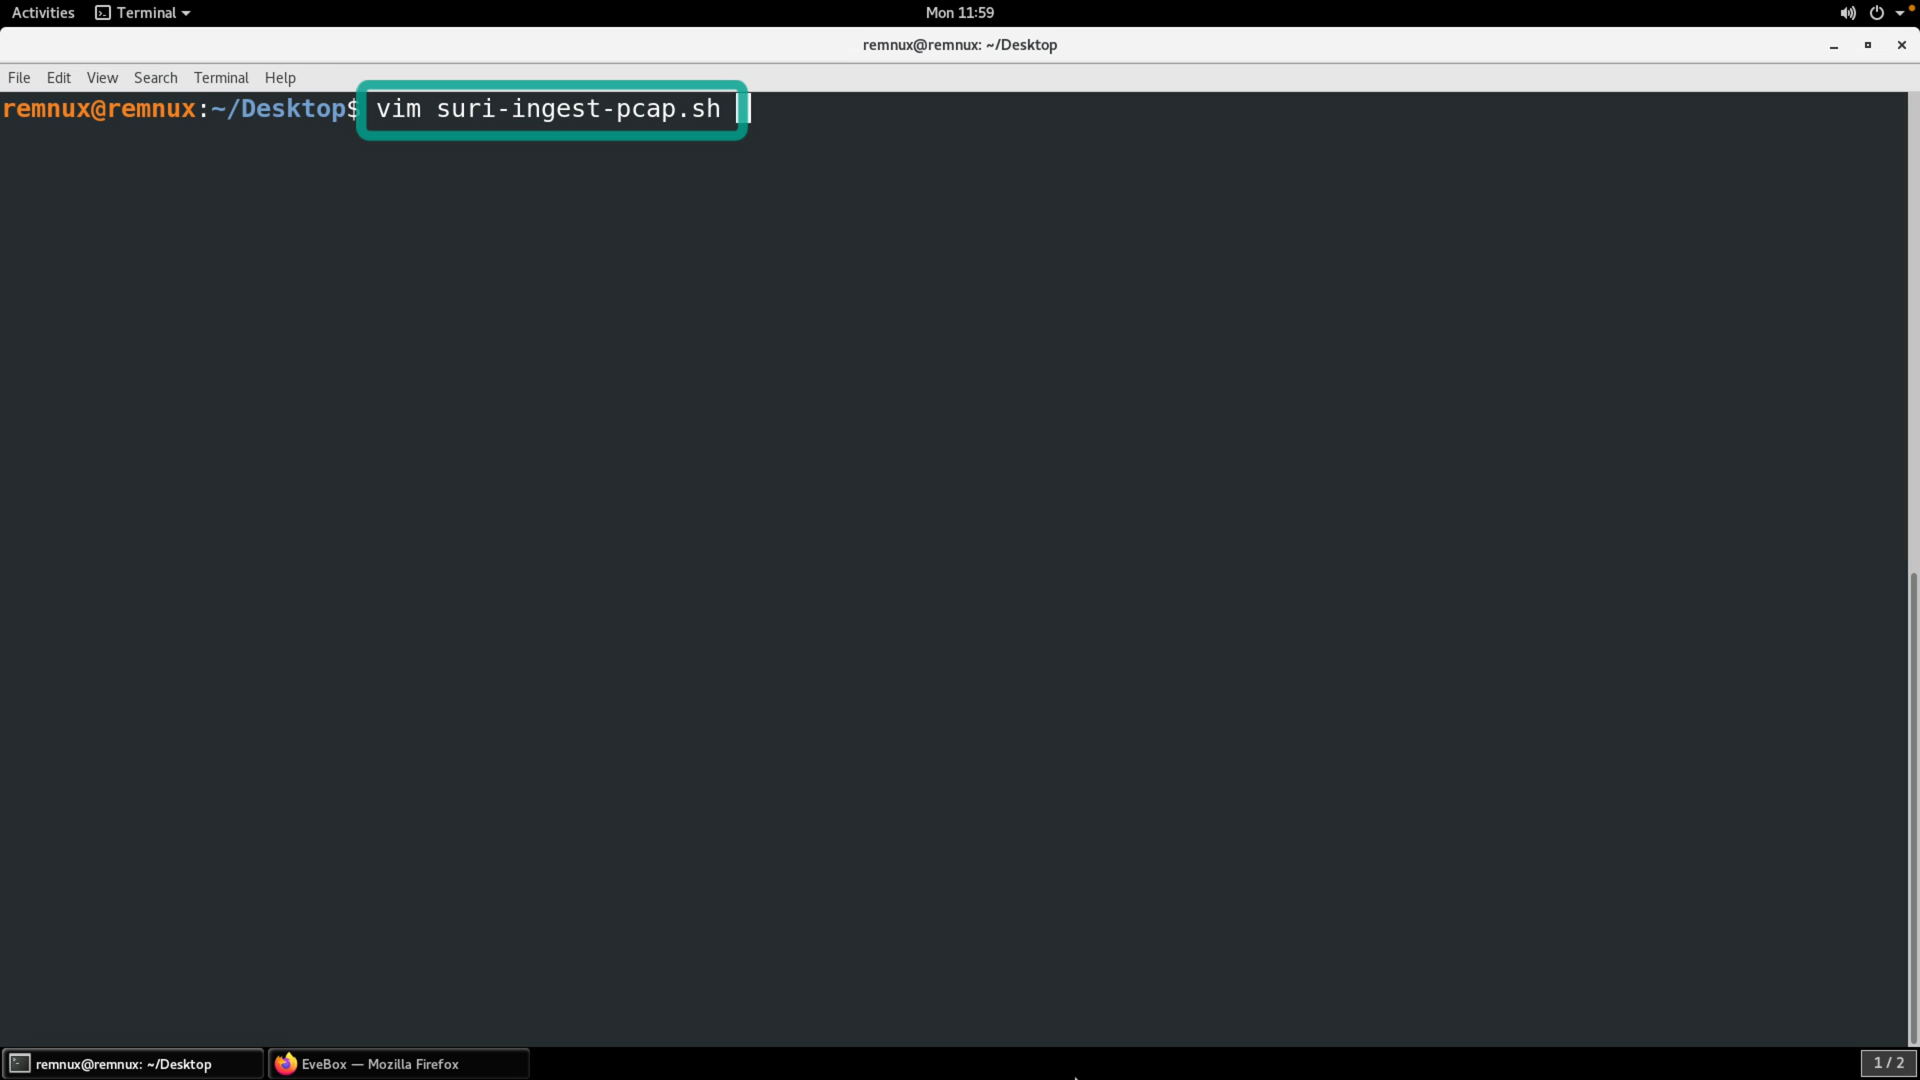 Activities Terminal Mon 11:59
remnux@remnux: ~/Desktop
File Edit View Search Terminal Help
remnux@remnux:~/Desktop$ vim suri-ingest-pcap.sh
remnux@remnux: ~/Desktop EveBox — Mozilla Firefox 1 / 2